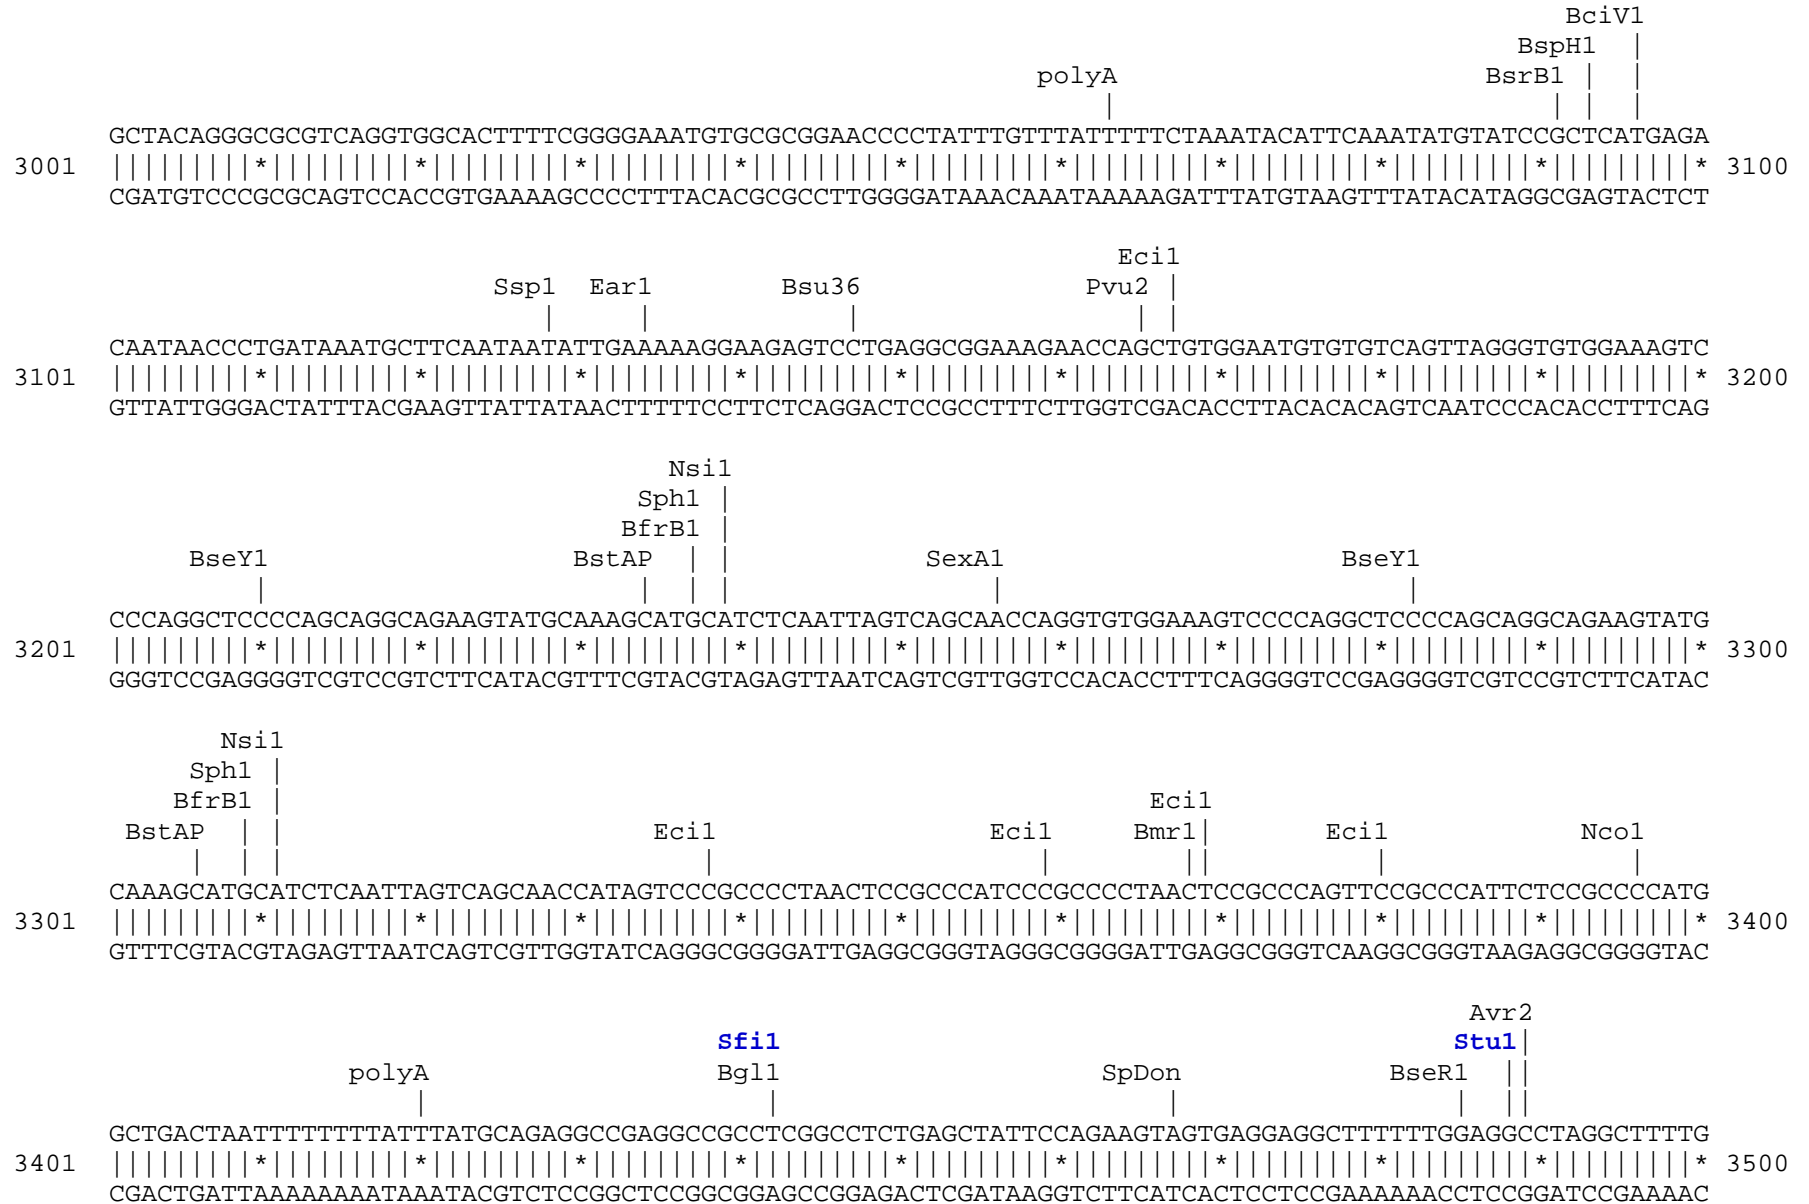 BciV1
BspH1 |
polyA BsrB1 | |
| | | |
GCTACAGGGCGCGTCAGGTGGCACTTTTCGGGGAAATGTGCGCGGAACCCCTATTTGTTTATTTTTCTAAATACATTCAAATATGTATCCGCTCATGAGA
3001 |||||||||*|||||||||*|||||||||*|||||||||*|||||||||*|||||||||*|||||||||*|||||||||*|||||||||*|||||||||* 3100
CGATGTCCCGCGCAGTCCACCGTGAAAAGCCCCTTTACACGCGCCTTGGGGATAAACAAATAAAAAGATTTATGTAAGTTTATACATAGGCGAGTACTCT
Eci1
Ssp1 Ear1 Bsu36 Pvu2 |
| | | | |
CAATAACCCTGATAAATGCTTCAATAATATTGAAAAAGGAAGAGTCCTGAGGCGGAAAGAACCAGCTGTGGAATGTGTGTCAGTTAGGGTGTGGAAAGTC
3101 |||||||||*|||||||||*|||||||||*|||||||||*|||||||||*|||||||||*|||||||||*|||||||||*|||||||||*|||||||||* 3200
GTTATTGGGACTATTTACGAAGTTATTATAACTTTTTCCTTCTCAGGACTCCGCCTTTCTTGGTCGACACCTTACACACAGTCAATCCCACACCTTTCAG
Nsi1
Sph1 |
BfrB1 |
BseY1 BstAP | | SexA1 BseY1
| | | | | |
CCCAGGCTCCCCAGCAGGCAGAAGTATGCAAAGCATGCATCTCAATTAGTCAGCAACCAGGTGTGGAAAGTCCCCAGGCTCCCCAGCAGGCAGAAGTATG
3201 |||||||||*|||||||||*|||||||||*|||||||||*|||||||||*|||||||||*|||||||||*|||||||||*|||||||||*|||||||||* 3300
GGGTCCGAGGGGTCGTCCGTCTTCATACGTTTCGTACGTAGAGTTAATCAGTCGTTGGTCCACACCTTTCAGGGGTCCGAGGGGTCGTCCGTCTTCATAC
Nsi1
Sph1 |
BfrB1 | Eci1
BstAP | | Eci1 Eci1 Bmr1| Eci1 Nco1
| | | | | || | |
CAAAGCATGCATCTCAATTAGTCAGCAACCATAGTCCCGCCCCTAACTCCGCCCATCCCGCCCCTAACTCCGCCCAGTTCCGCCCATTCTCCGCCCCATG
3301 |||||||||*|||||||||*|||||||||*|||||||||*|||||||||*|||||||||*|||||||||*|||||||||*|||||||||*|||||||||* 3400
GTTTCGTACGTAGAGTTAATCAGTCGTTGGTATCAGGGCGGGGATTGAGGCGGGTAGGGCGGGGATTGAGGCGGGTCAAGGCGGGTAAGAGGCGGGGTAC
Avr2
Sfi1 Stu1|
polyA Bgl1 SpDon BseR1 ||
| | | | ||
GCTGACTAATTTTTTTTATTTATGCAGAGGCCGAGGCCGCCTCGGCCTCTGAGCTATTCCAGAAGTAGTGAGGAGGCTTTTTTGGAGGCCTAGGCTTTTG
3401 |||||||||*|||||||||*|||||||||*|||||||||*|||||||||*|||||||||*|||||||||*|||||||||*|||||||||*|||||||||* 3500
CGACTGATTAAAAAAAATAAATACGTCTCCGGCTCCGGCGGAGCCGGAGACTCGATAAGGTCTTCATCACTCCTCCGAAAAAACCTCCGGATCCGAAAAC